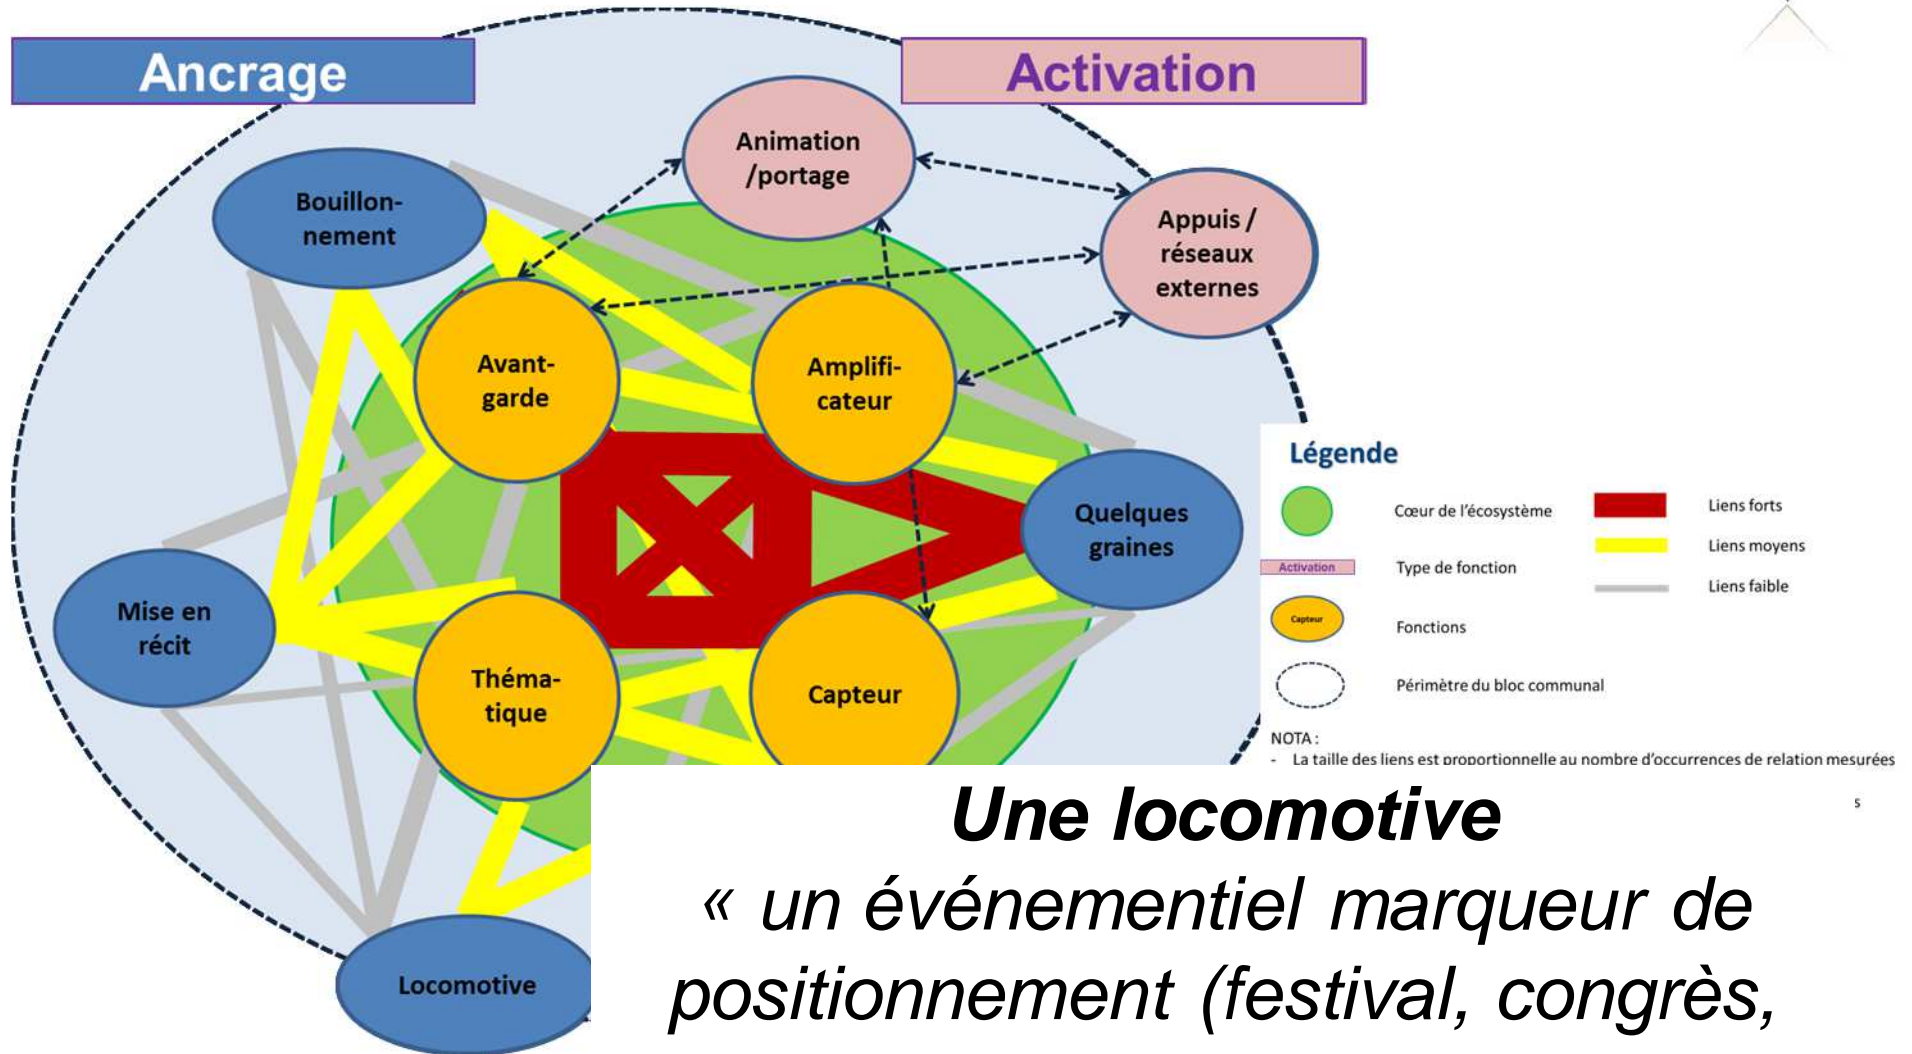 Ancrage
Activation
Animation
/portage
Bouillon-
nement
Appuis /
réseaux
externes
Avant-
garde
Amplifi-
cateur
Quelques
graines
Mise en
récit
Théma-
tique
Capteur
Locomotive
Légende
Cœur de l'écosystème
Liens forts
Liens moyens
Activation
Type de fonction
Liens faible
Capteur
Fonctions
Périmètre du bloc communal
NOTA :
- La taille des liens est proportionnelle au nombre d'occurrences de relation mesurées
Une locomotive
« un événementiel marqueur de
positionnement (festival, congrès,